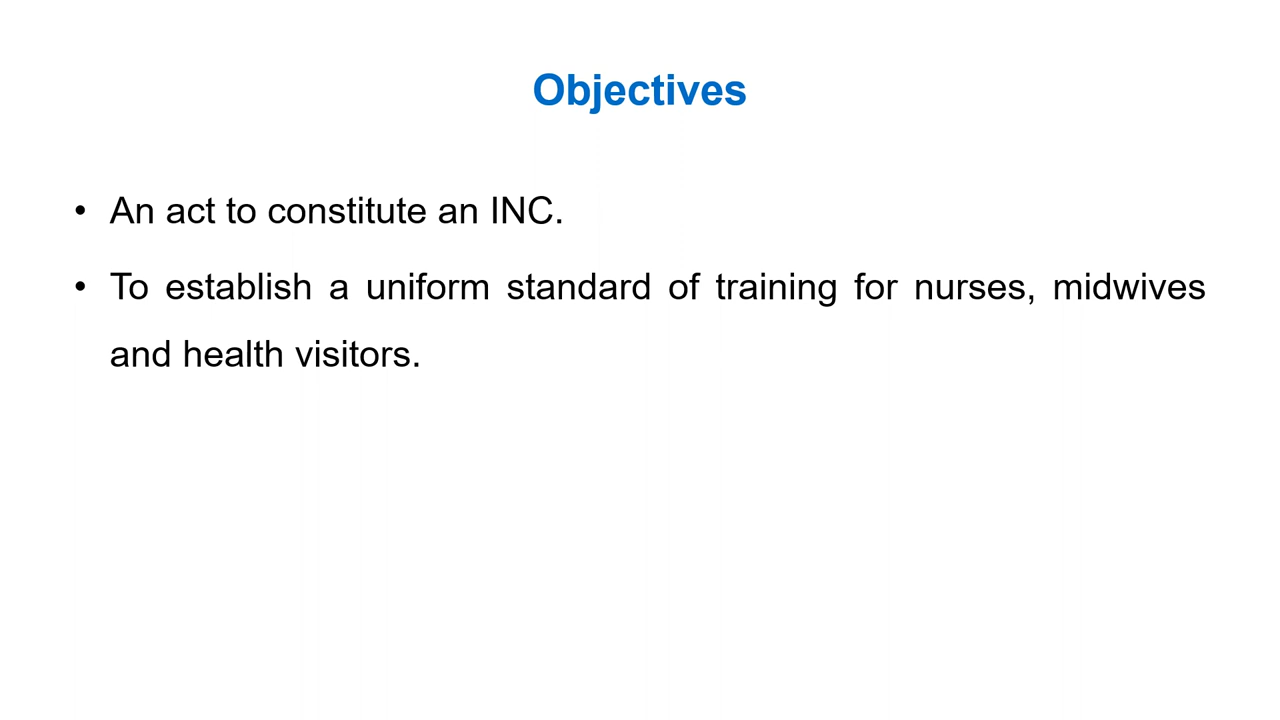 Objectives
• An act to constitute an INC.
• To establish a uniform standard of training for nurses, midwives
and health visitors.